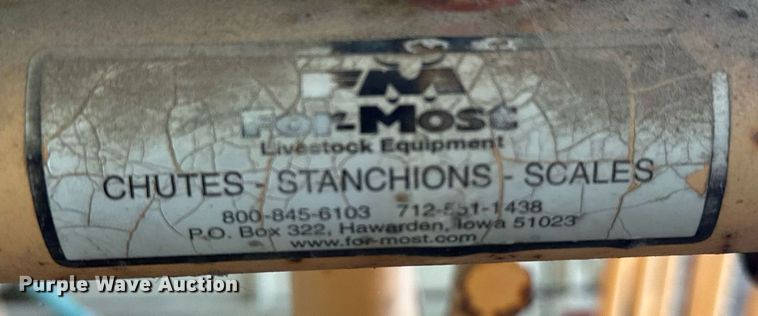 FM
For-Most
Livestock Equipment
CHUTES - STANCHIONS - SCALES
800-845-6103 712-551-1438
P.O. Box 322, Hawarden, Iowa 51023
www.for-most.com
Purple Wave Auction